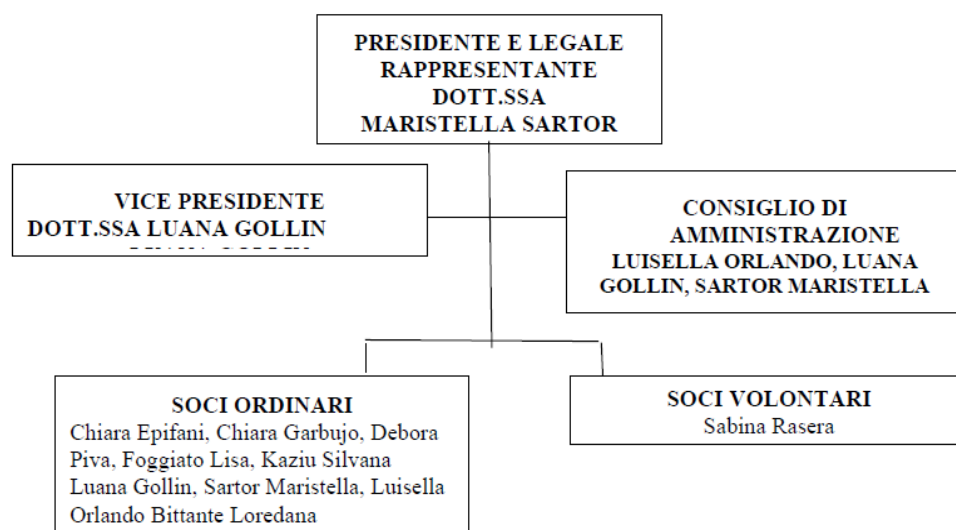 PRESIDENTE E LEGALE
RAPPRESENTANTE
DOTT.SSA
MARISTELLA SARTOR
VICE PRESIDENTE
DOTT.SSA LUANA GOLLIN
CONSIGLIO DI
AMMINISTRAZIONE
LUISELLA ORLANDO, LUANA
GOLLIN, SARTOR MARISTELLA
SOCI ORDINARI
Chiara Epifani, Chiara Garbujo, Debora
Piva, Foggiato Lisa, Kaziu Silvana
Luana Gollin, Sartor Maristella, Luisella
Orlando Bittante Loredana
SOCI VOLONTARI
Sabina Rasera